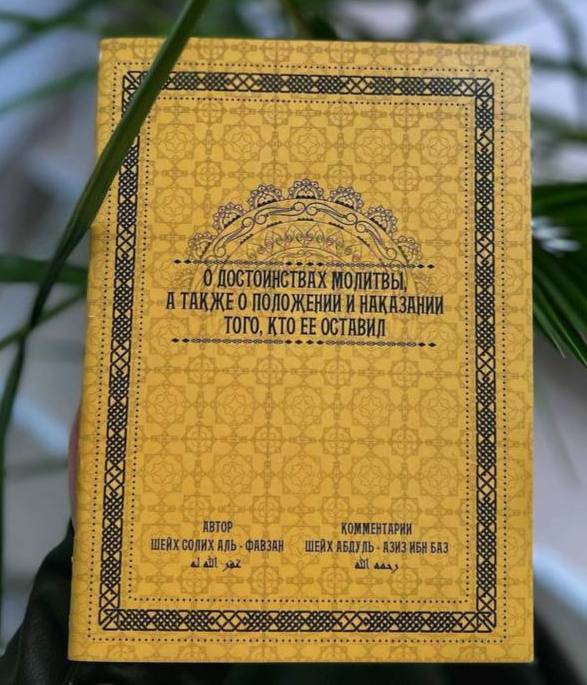 О ДОСТОИНСТВАХ МОЛИТВЫ,
А ТАКЖЕ О ПОЛОЖЕНИИ И НАКАЗАНИИ
ТОГО, КТО ЕЕ ОСТАВИЛ
АВТОР
ШЕЙХ СОЛИХ АЛЬ - ФАВЗАН
غفر الله له
КОММЕНТАРИИ
ШЕЙХ АБДУЛЬ - АЗИЗ ИБН БАЗ
رحمه الله